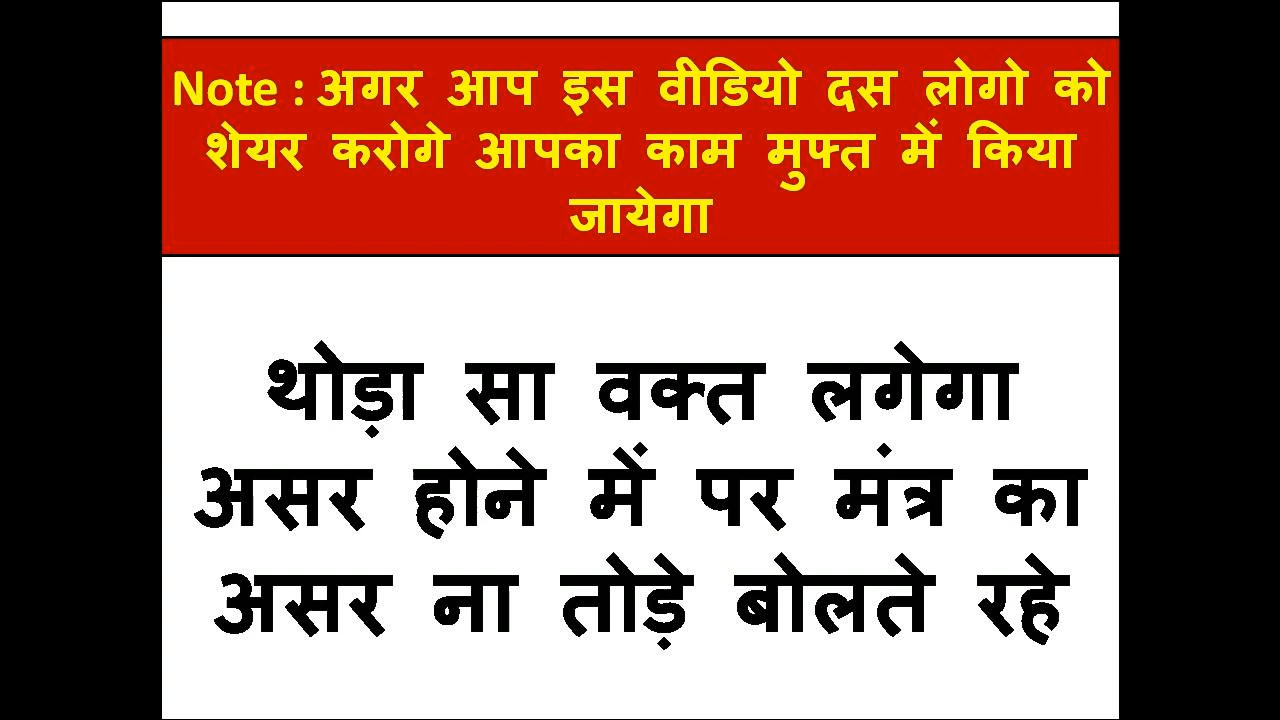 Note : अगर आप इस वीडियो दस लोगो को
शेयर करोगे आपका काम मुफ्त में किया
जायेगा
थोड़ा सा वक्त लगेगा
असर होने में पर मंत्र का
असर ना तोड़े बोलते रहे